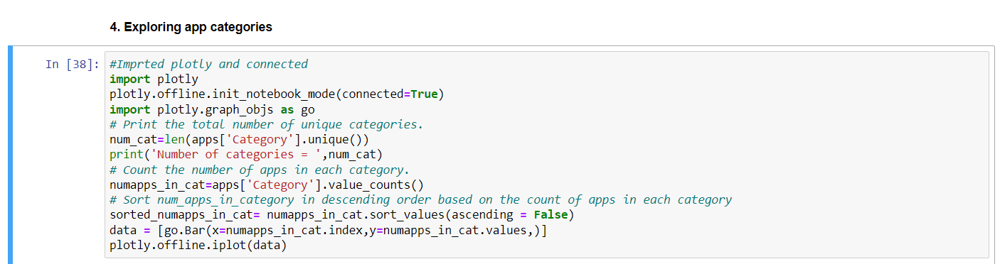 4. Exploring app categories
In [38]: #Imprted plotly and connected
import plotly
plotly.offline.init_notebook_mode(connected=True)
import plotly.graph_objs as go
# Print the total number of unique categories.
num_cat=len(apps['Category'].unique())
print('Number of categories = ',num_cat)
# Count the number of apps in each category.
numapps_in_cat=apps['Category'].value_counts()
# Sort num_apps_in_category in descending order based on the count of apps in each category
sorted_numapps_in_cat= numapps_in_cat.sort_values(ascending = False)
data = [go.Bar(x=numapps_in_cat.index,y=numapps_in_cat.values,)]
plotly.offline.iplot(data)